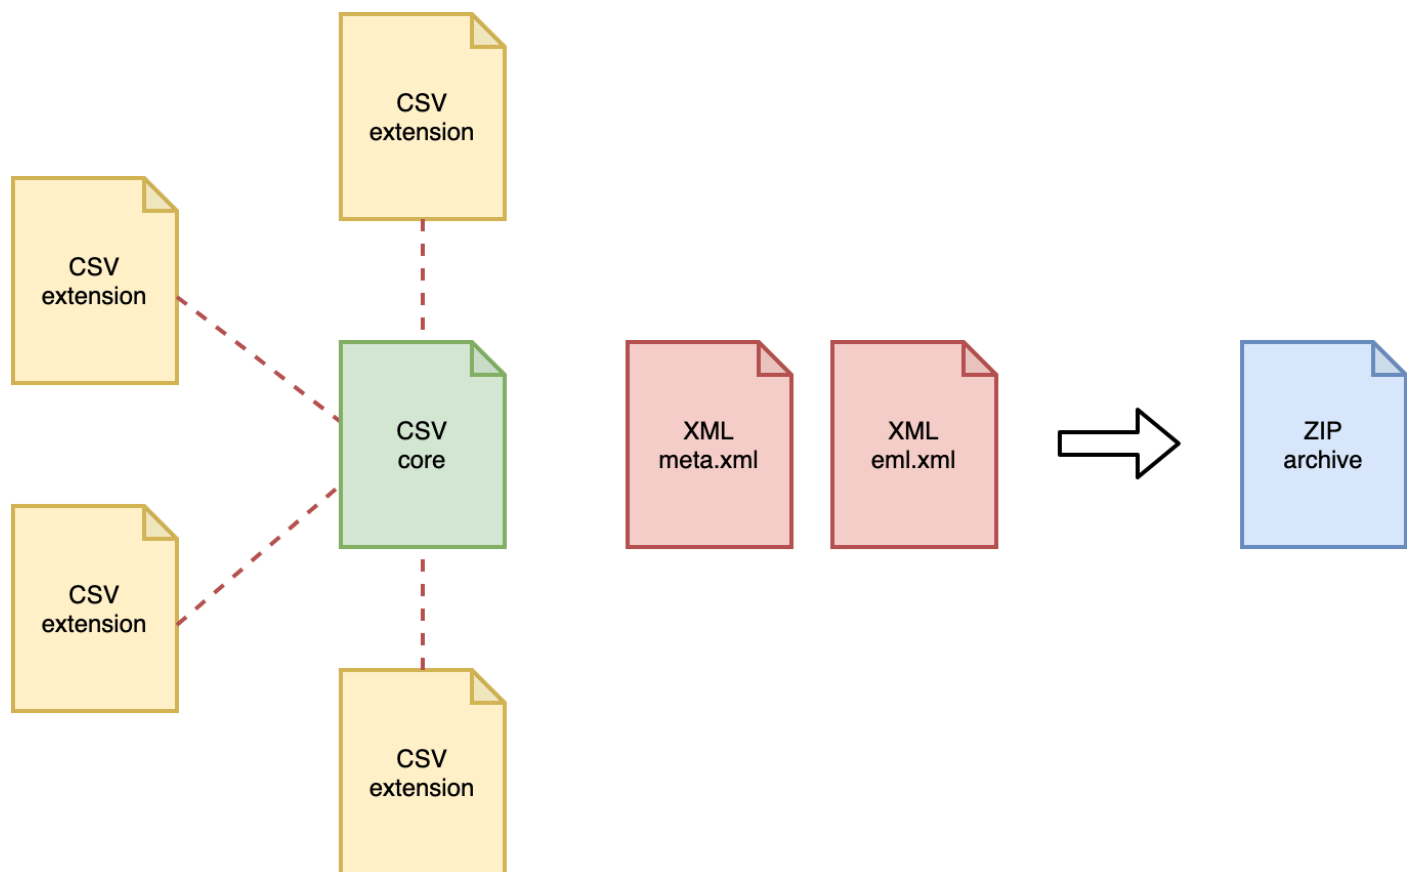 CSV
extension
CSV
extension
CSV
core
XML
meta.xml
XML
eml.xml
ZIP
archive
CSV
extension
CSV
extension